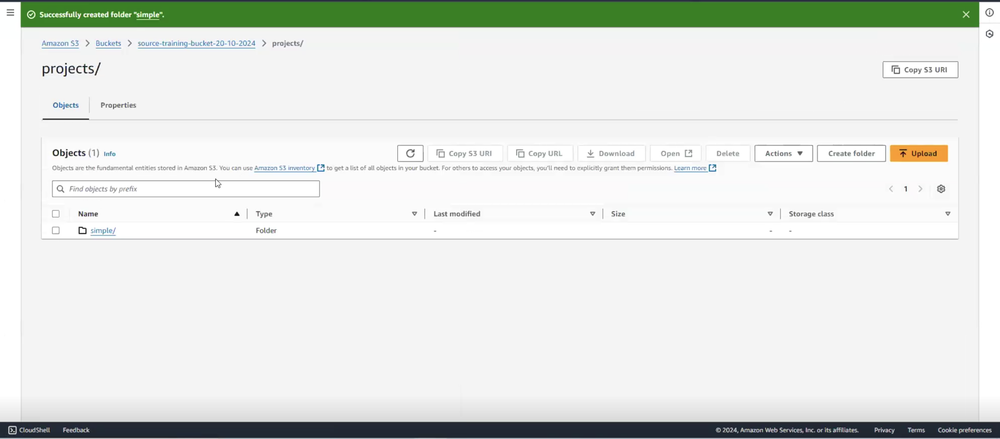 Successfully created folder "simple".
Amazon S3 > Buckets > source-training-bucket-20-10-2024 > projects/
projects/
Copy S3 URI
Objects
Properties
Objects (1) Info
Copy S3 URI
Copy URL
Download
Open
Delete
Actions
Create folder
Upload
Objects are the fundamental entities stored in Amazon S3. You can use Amazon S3 inventory to get a list of all objects in your bucket. For others to access your objects, you'll need to explicitly grant them permissions. Learn more
Find objects by prefix
1
Name Type Last modified Size Storage class
simple/ Folder - - -
CloudShell Feedback © 2024, Amazon Web Services, Inc. or its affiliates. Privacy Terms Cookie preferences